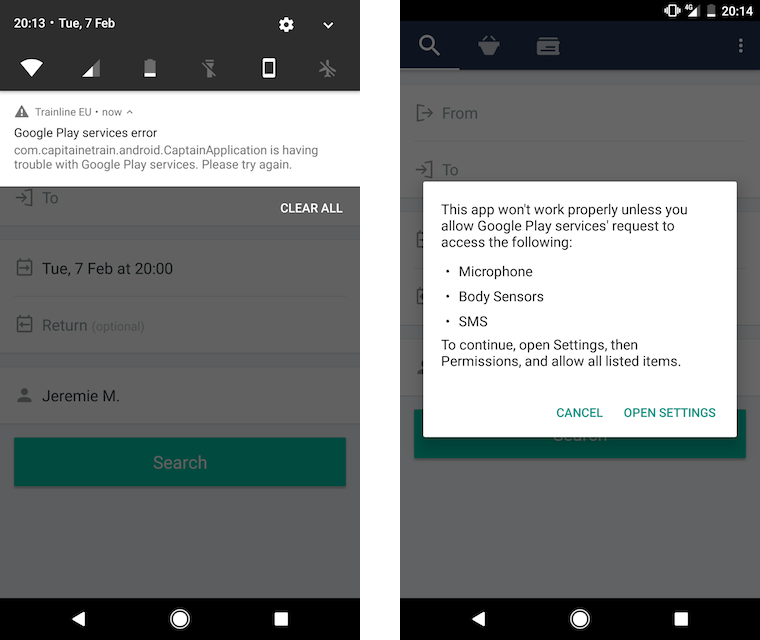 20:13 • Tue, 7 Feb
Trainline EU • now
Google Play services error
com.capitainetrain.android.CaptainApplication is having
trouble with Google Play services. Please try again.
To
CLEAR ALL
Tue, 7 Feb at 20:00
Return (optional)
Jeremie M.
Search
4G
20:14
From
To
This app won't work properly unless you
allow Google Play services' request to
access the following:
• Microphone
• Body Sensors
• SMS
To continue, open Settings, then
Permissions, and allow all listed items.
CANCEL OPEN SETTINGS
Search